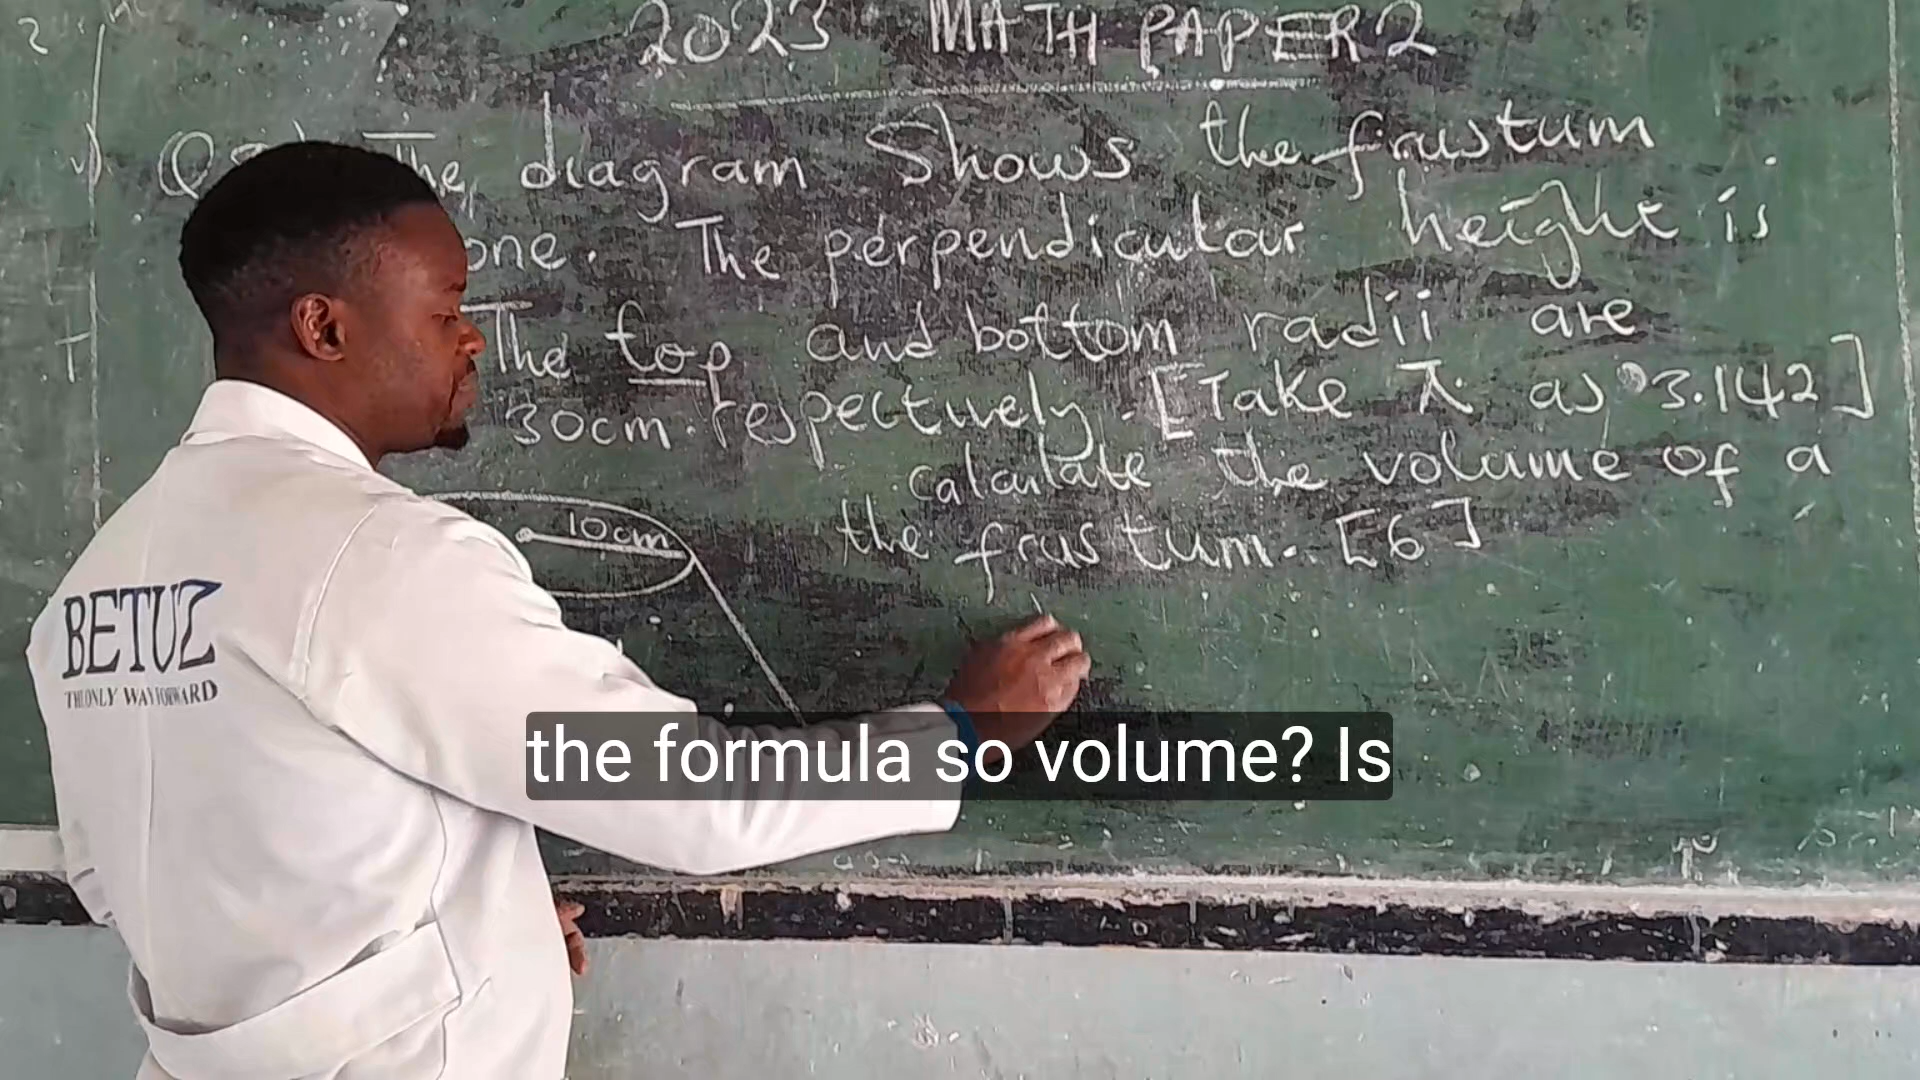 2023 MATH PAPER 2
The diagram Shows the frustum
one. The perpendicular height is
The top and bottom radii are
30cm respectively. [Take π as 3.142]
calculate the volume of a
the frustum. [6]
10cm
BETUZ
THE ONLY WAY FORWARD
the formula so volume? Is